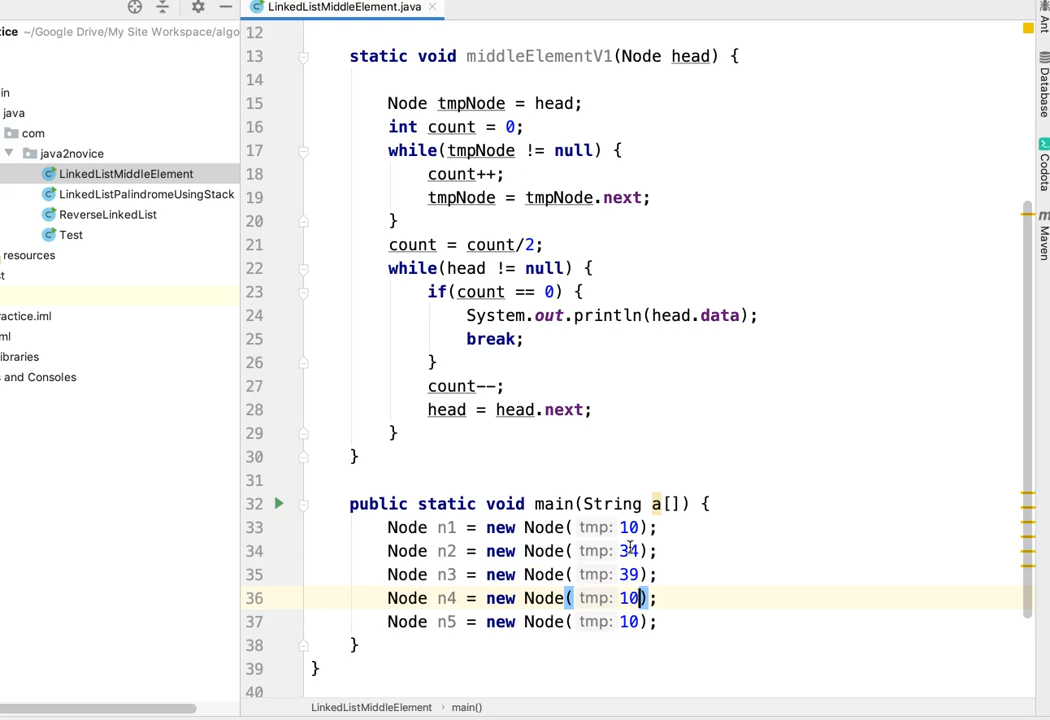 LinkedListMiddleElement.java
tice ~/Google Drive/My Site Workspace/algo
in
java
com
java2novice
LinkedListMiddleElement
LinkedListPalindromeUsingStack
ReverseLinkedList
Test
resources
st
ractice.iml
ml
ibraries
s and Consoles
12
13 static void middleElementV1(Node head) {
14
15 Node tmpNode = head;
16 int count = 0;
17 while(tmpNode != null) {
18 count++;
19 tmpNode = tmpNode.next;
20 }
21 count = count/2;
22 while(head != null) {
23 if(count == 0) {
24 System.out.println(head.data);
25 break;
26 }
27 count--;
28 head = head.next;
29 }
30 }
31
32 public static void main(String a[]) {
33 Node n1 = new Node( tmp: 10);
34 Node n2 = new Node( tmp: 34);
35 Node n3 = new Node( tmp: 39);
36 Node n4 = new Node( tmp: 10);
37 Node n5 = new Node( tmp: 10);
38 }
39 }
40
LinkedListMiddleElement › main()
Ant
Database
Codota
Maven